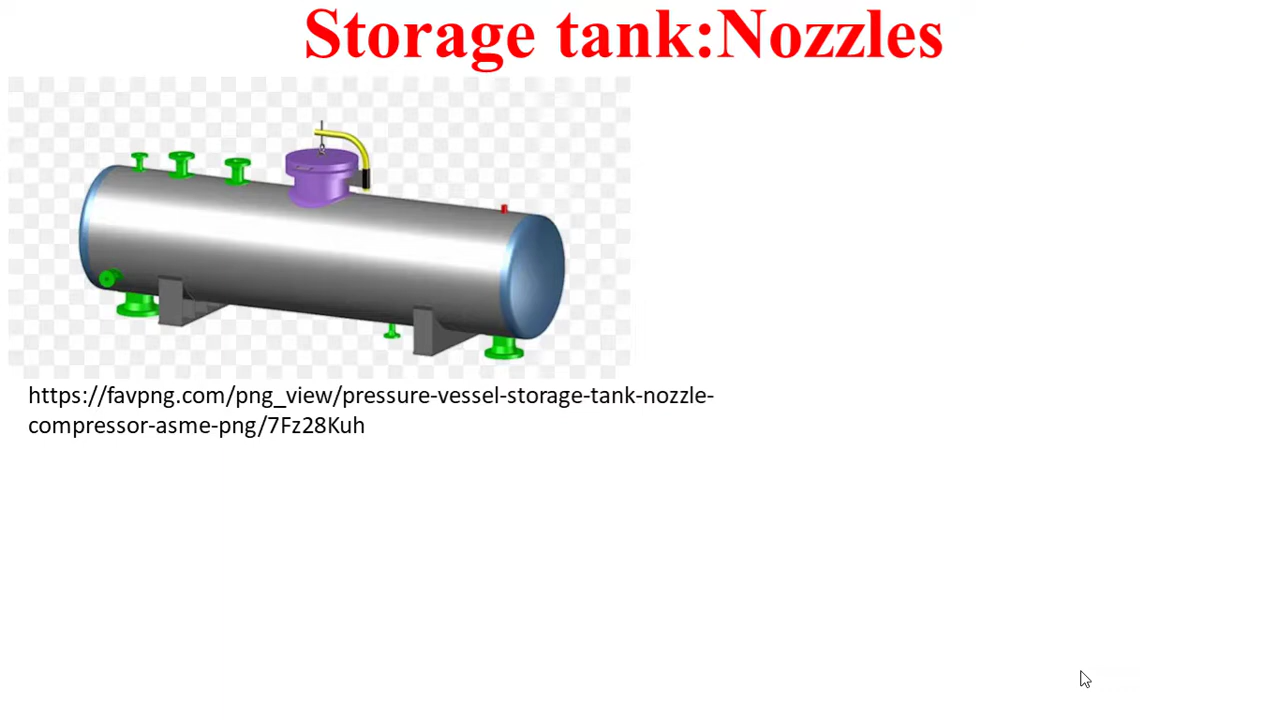 Storage tank:Nozzles
https://favpng.com/png_view/pressure-vessel-storage-tank-nozzle-
compressor-asme-png/7Fz28Kuh